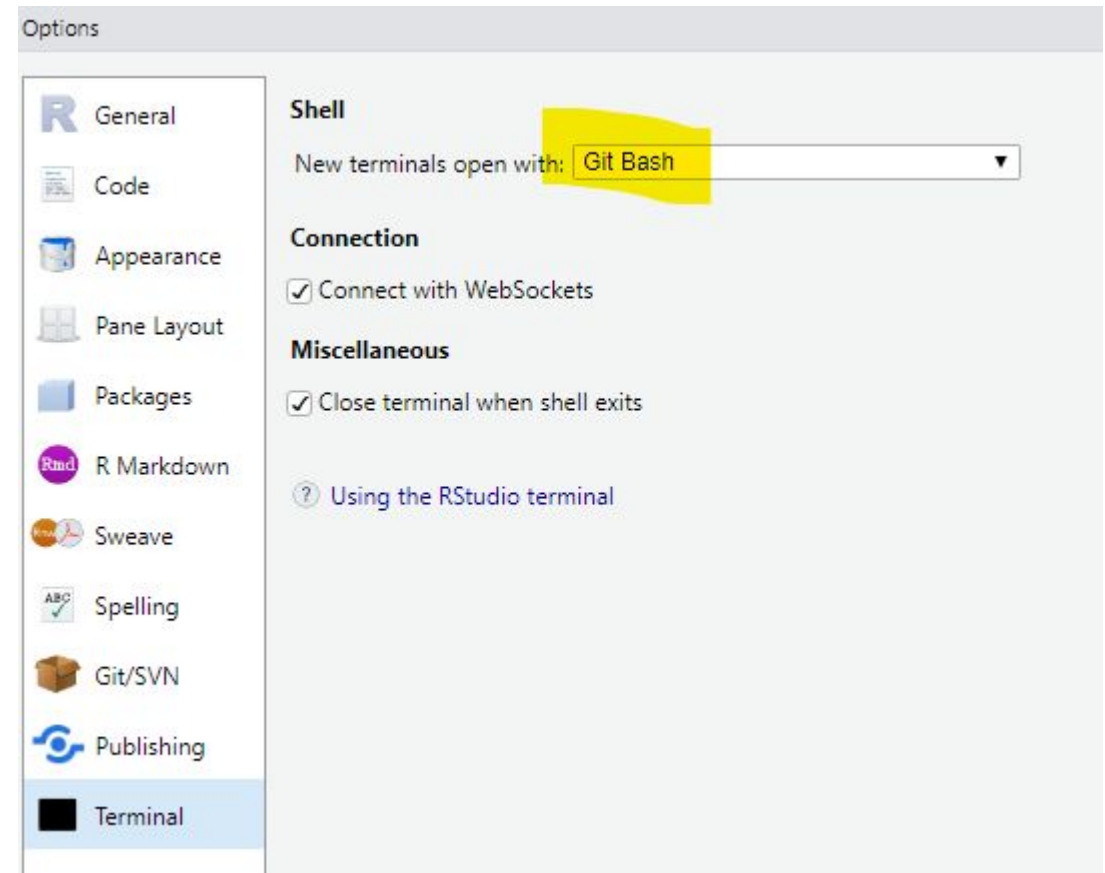 Options
General
Code
Appearance
Pane Layout
Packages
Rmd R Markdown
Sweave
ABC Spelling
Git/SVN
Publishing
Terminal
Shell
New terminals open with: Git Bash
Connection
Connect with WebSockets
Miscellaneous
Close terminal when shell exits
? Using the RStudio terminal